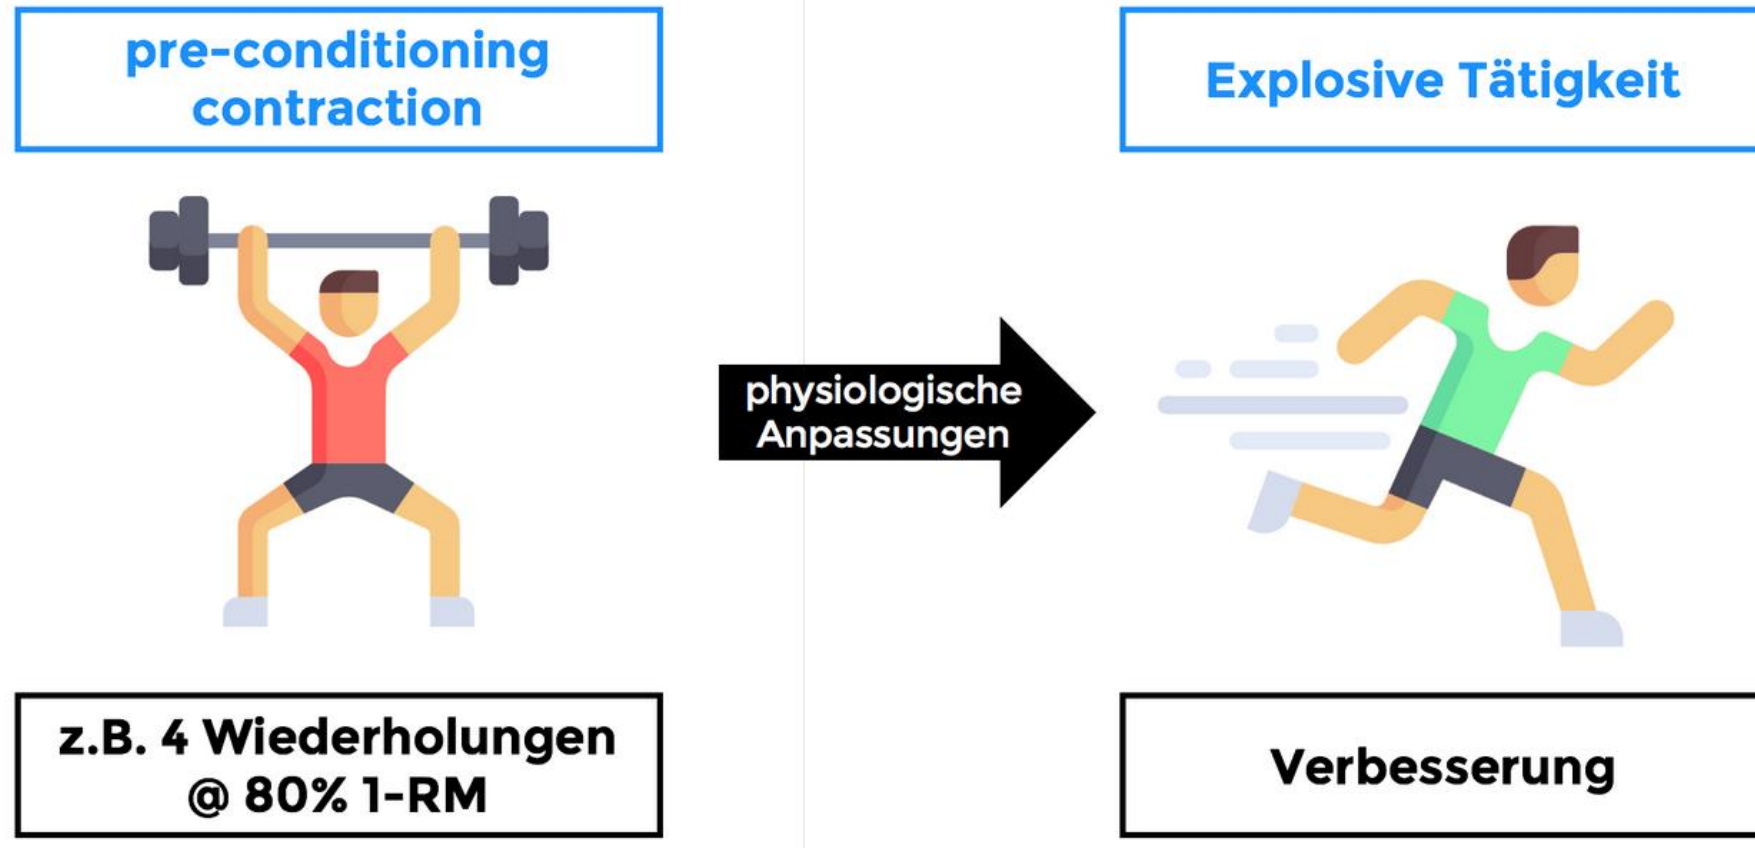 pre-conditioning
contraction
Explosive Tätigkeit
physiologische
Anpassungen
z.B. 4 Wiederholungen
@ 80% 1-RM
Verbesserung